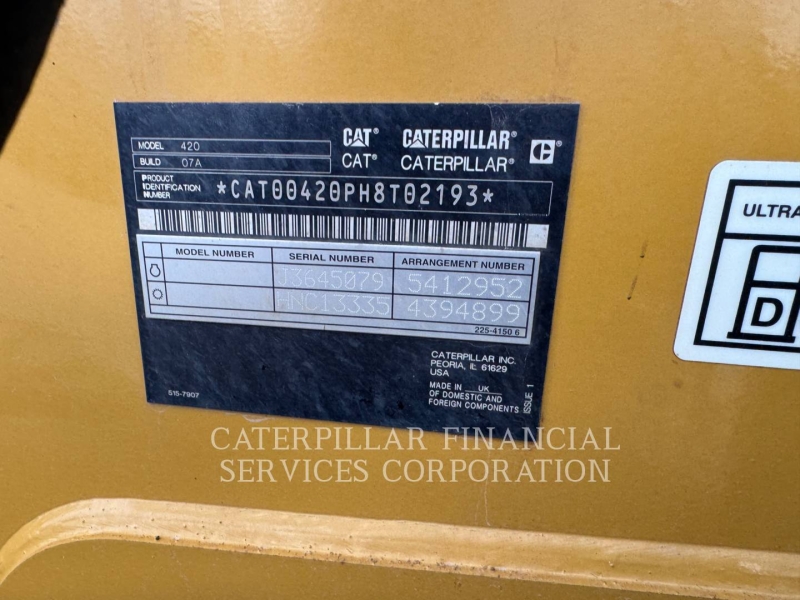 MODEL 420
BUILD 07A
CAT® CATERPILLAR®
CAT® CATERPILLAR®
PRODUCT IDENTIFICATION NUMBER *CAT00420PH8T02193*
MODEL NUMBER SERIAL NUMBER ARRANGEMENT NUMBER
J3645079 5412952
HNC13335 4394899
225-4150 6
CATERPILLAR INC.
PEORIA, IL 61629
USA
MADE IN UK
OF DOMESTIC AND
FOREIGN COMPONENTS
ISSUE 1
515-7907
ULTRA
D
CATERPILLAR FINANCIAL
SERVICES CORPORATION